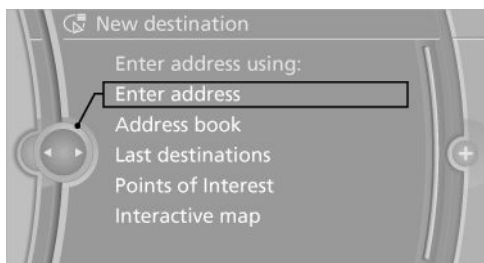 New destination
Enter address using:
Enter address
Address book
Last destinations
Points of Interest
Interactive map